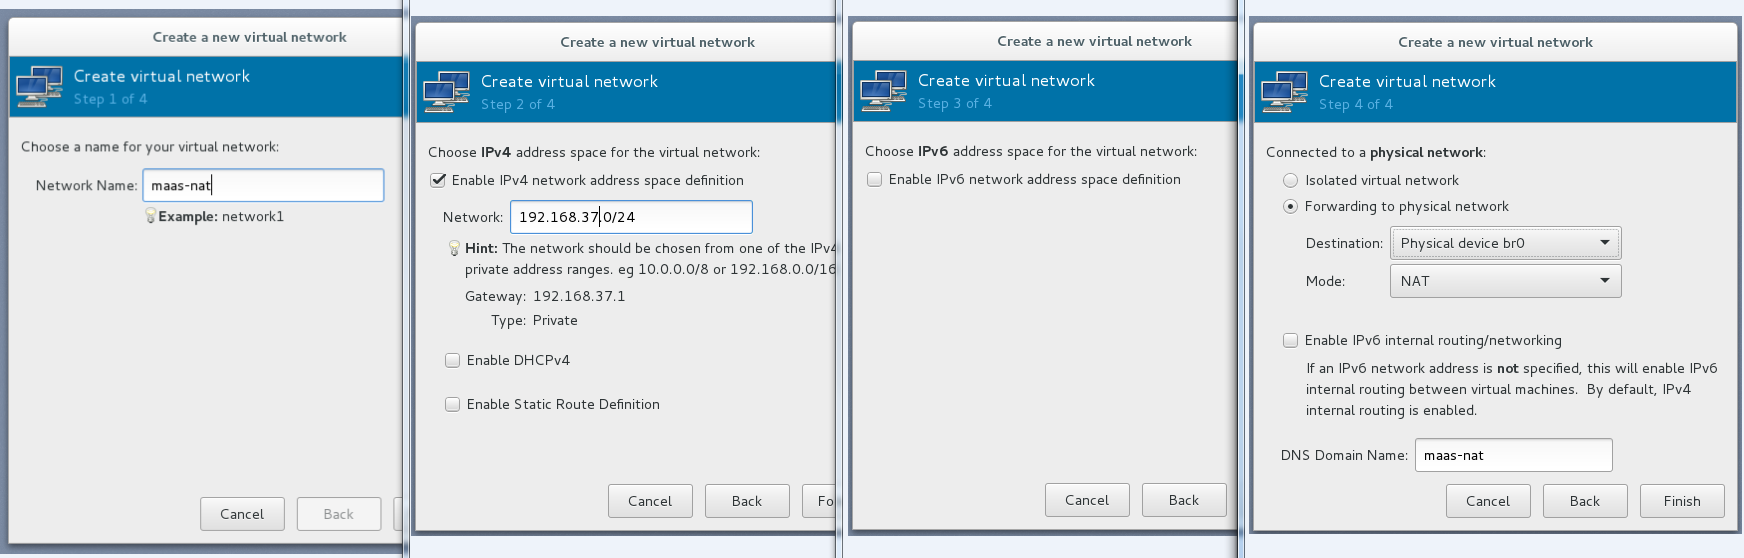 Create a new virtual network
Create virtual network
Step 1 of 4
Choose a name for your virtual network:
Network Name: maas-nat
Example: network1
Cancel
Back
Create a new virtual network
Create virtual network
Step 2 of 4
Choose IPv4 address space for the virtual network:
Enable IPv4 network address space definition
Network: 192.168.37.0/24
Hint: The network should be chosen from one of the IPv4
private address ranges. eg 10.0.0.0/8 or 192.168.0.0/16
Gateway: 192.168.37.1
Type: Private
Enable DHCPv4
Enable Static Route Definition
Cancel
Back
Fo
Create a new virtual network
Create virtual network
Step 3 of 4
Choose IPv6 address space for the virtual network:
Enable IPv6 network address space definition
Cancel
Back
Create a new virtual network
Create virtual network
Step 4 of 4
Connected to a physical network:
Isolated virtual network
Forwarding to physical network
Destination: Physical device br0
Mode: NAT
Enable IPv6 internal routing/networking
If an IPv6 network address is not specified, this will enable IPv6
internal routing between virtual machines. By default, IPv4
internal routing is enabled.
DNS Domain Name: maas-nat
Cancel
Back
Finish